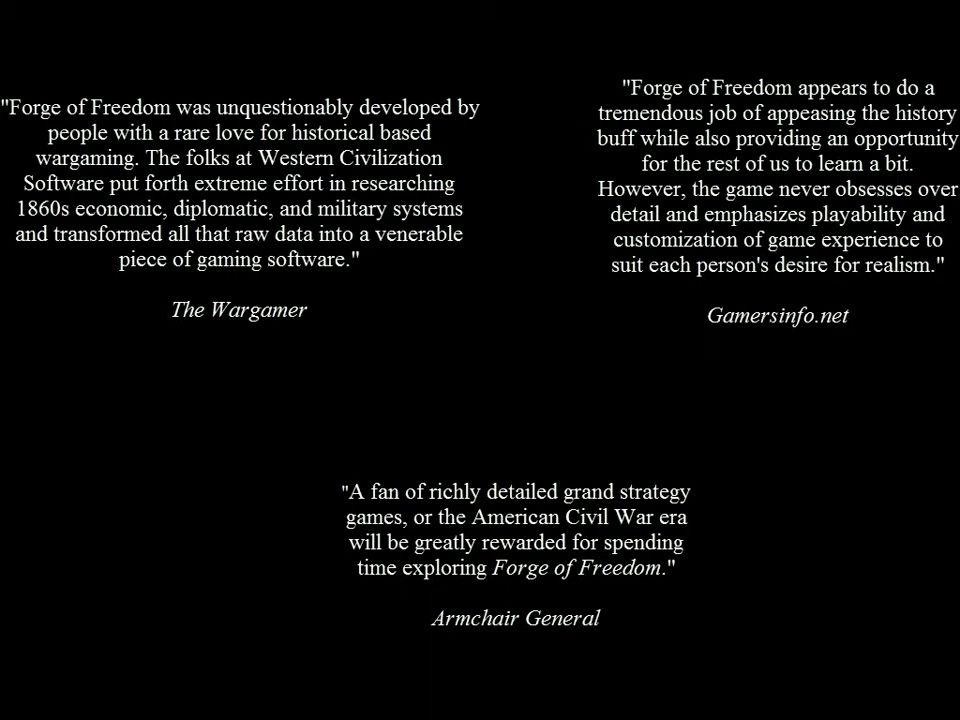 "Forge of Freedom was unquestionably developed by
people with a rare love for historical based
wargaming. The folks at Western Civilization
Software put forth extreme effort in researching
1860s economic, diplomatic, and military systems
and transformed all that raw data into a venerable
piece of gaming software."
The Wargamer
"Forge of Freedom appears to do a
tremendous job of appeasing the history
buff while also providing an opportunity
for the rest of us to learn a bit.
However, the game never obsesses over
detail and emphasizes playability and
customization of game experience to
suit each person's desire for realism."
Gamersinfo.net
"A fan of richly detailed grand strategy
games, or the American Civil War era
will be greatly rewarded for spending
time exploring Forge of Freedom."
Armchair General